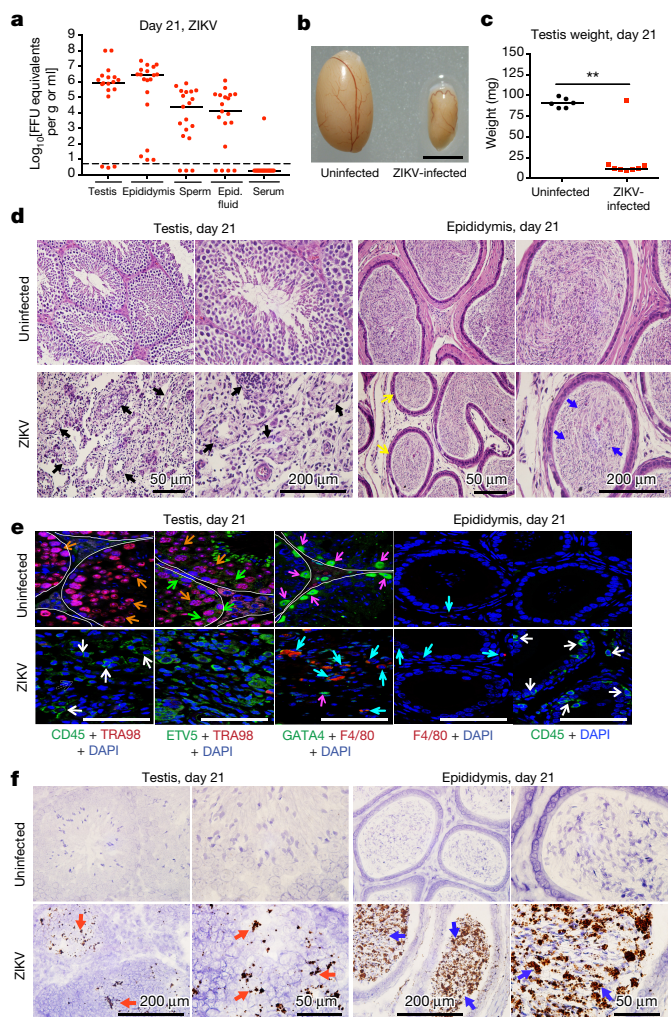 a
Day 21, ZIKV
Log10[FFU equivalents
per g or ml]
9
8
7
6
5
4
3
2
1
0
Testis
Epididymis
Sperm
Epid.
fluid
Serum
b
Uninfected
ZIKV-infected
c
Testis weight, day 21
**
Weight (mg)
150
125
100
75
50
25
0
Uninfected
ZIKV-
infected
d
Testis, day 21
Epididymis, day 21
Uninfected
ZIKV
50 μm
200 μm
50 μm
200 μm
e
Testis, day 21
Epididymis, day 21
Uninfected
ZIKV
CD45 + TRA98
+ DAPI
ETV5 + TRA98
+ DAPI
GATA4 + F4/80
+ DAPI
F4/80 + DAPI
CD45 + DAPI
f
Testis, day 21
Epididymis, day 21
Uninfected
ZIKV
200 μm
50 μm
200 μm
50 μm